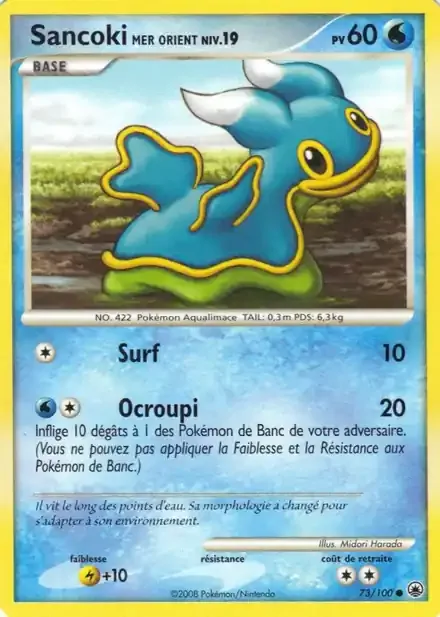 Sancoki MER ORIENT NIV.19 PV 60
BASE
NO. 422 Pokémon Aqualimace TAIL: 0,3m PDS: 6,3kg
Surf 10
Ocroupi 20
Inflige 10 dégâts à 1 des Pokémon de Banc de votre adversaire.
(Vous ne pouvez pas appliquer la Faiblesse et la Résistance aux
Pokémon de Banc.)
Il vit le long des points d'eau. Sa morphologie a changé pour
s'adapter à son environnement.
Illus. Midori Harada
faiblesse résistance coût de retraite
+10
©2008 Pokémon/Nintendo 73/100